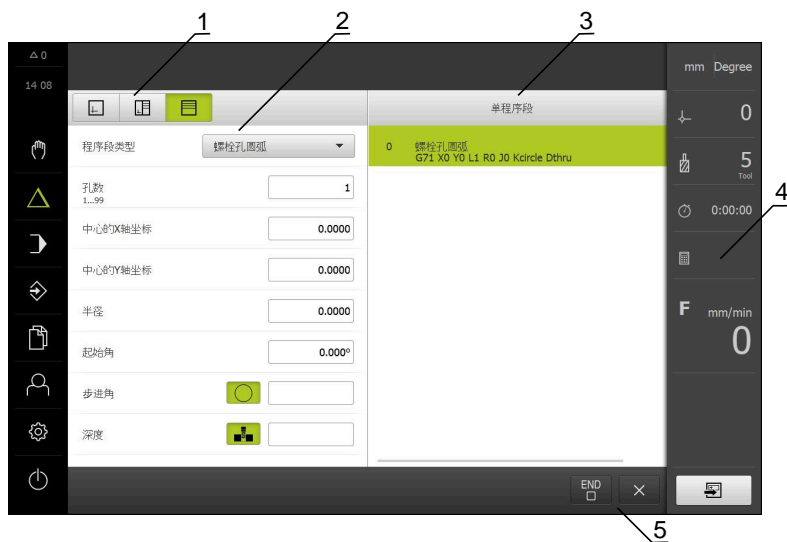 1
2
3
0
14 08
mm Degree
单程序段
程序段类型
螺栓孔圆弧
0 螺栓孔圆弧
G71 X0 Y0 L1 R0 J0 Kcircle Dthru
孔数
1...99
1
中心的X轴坐标
0.0000
中心的Y轴坐标
0.0000
半径
0.0000
起始角
0.000°
步进角
深度
0
5
Tool
0:00:00
4
F mm/min
0
END
5